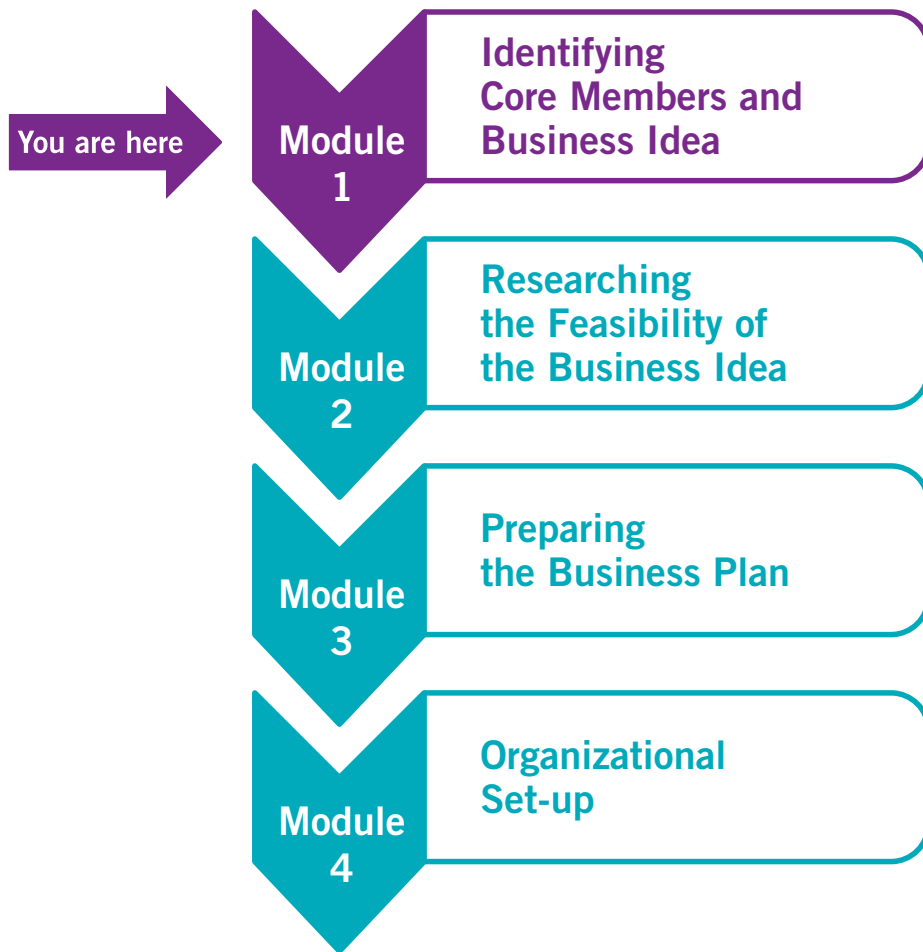 You are here
Module
1
Identifying
Core Members and
Business Idea
Module
2
Researching
the Feasibility of
the Business Idea
Module
3
Preparing
the Business Plan
Module
4
Organizational
Set-up